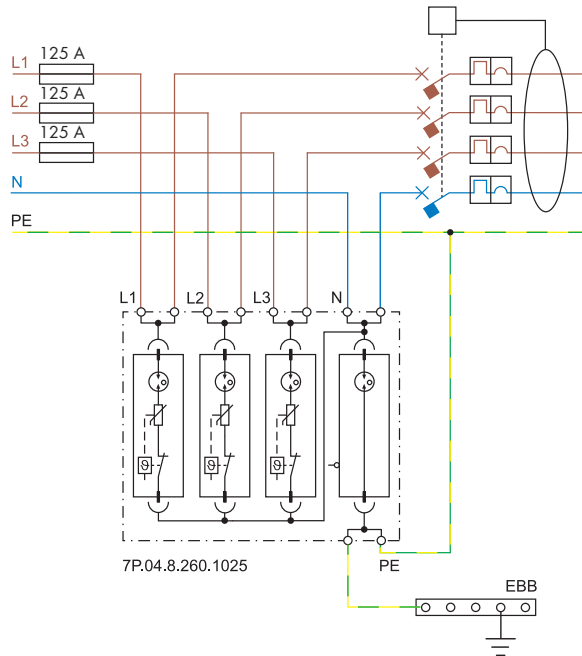 L1 125 A
L2 125 A
L3 125 A
N
PE
L1 L2 L3 N
ϑ ϑ ϑ
7P.04.8.260.1025 PE
EBB